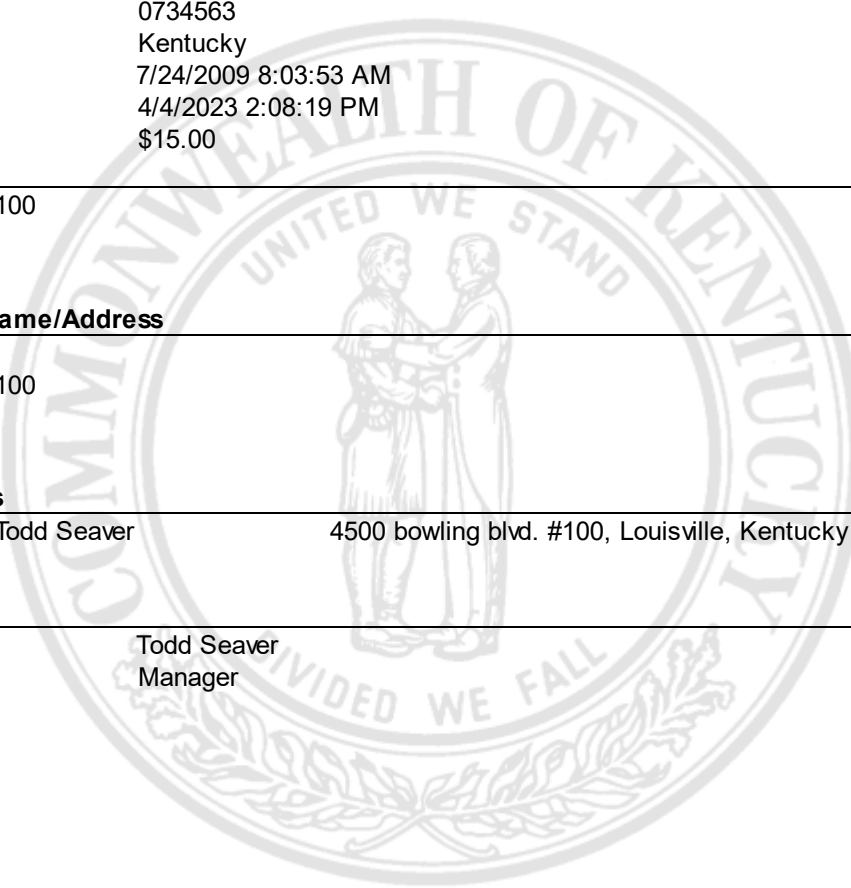 0734563
Kentucky
7/24/2009 8:03:53 AM
4/4/2023 2:08:19 PM
$15.00
100
ame/Address
100
s
Todd Seaver 4500 bowling blvd. #100, Louisville, Kentucky
Todd Seaver
Manager
COMMONWEALTH OF KENTUCKY
UNITED WE STAND
DIVIDED WE FALL